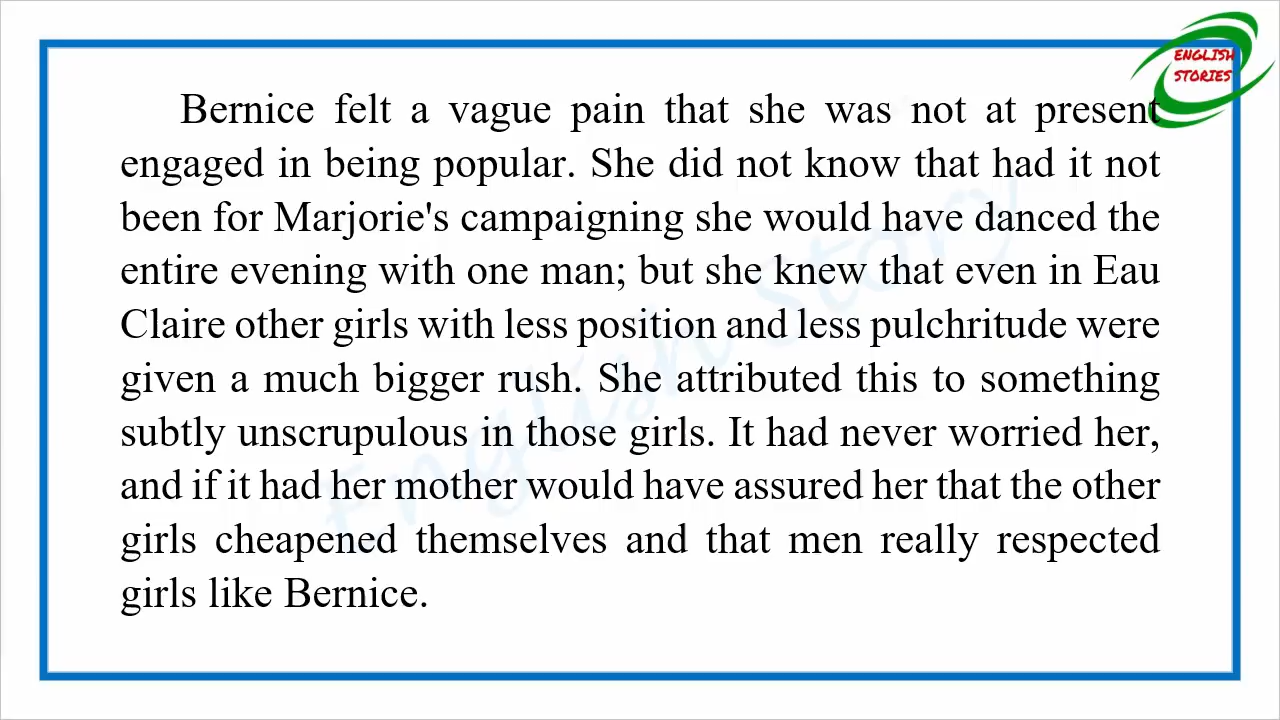 ENGLISH
STORIES
Bernice felt a vague pain that she was not at present
engaged in being popular. She did not know that had it not
been for Marjorie's campaigning she would have danced the
entire evening with one man; but she knew that even in Eau
Claire other girls with less position and less pulchritude were
given a much bigger rush. She attributed this to something
subtly unscrupulous in those girls. It had never worried her,
and if it had her mother would have assured her that the other
girls cheapened themselves and that men really respected
girls like Bernice.
English Story